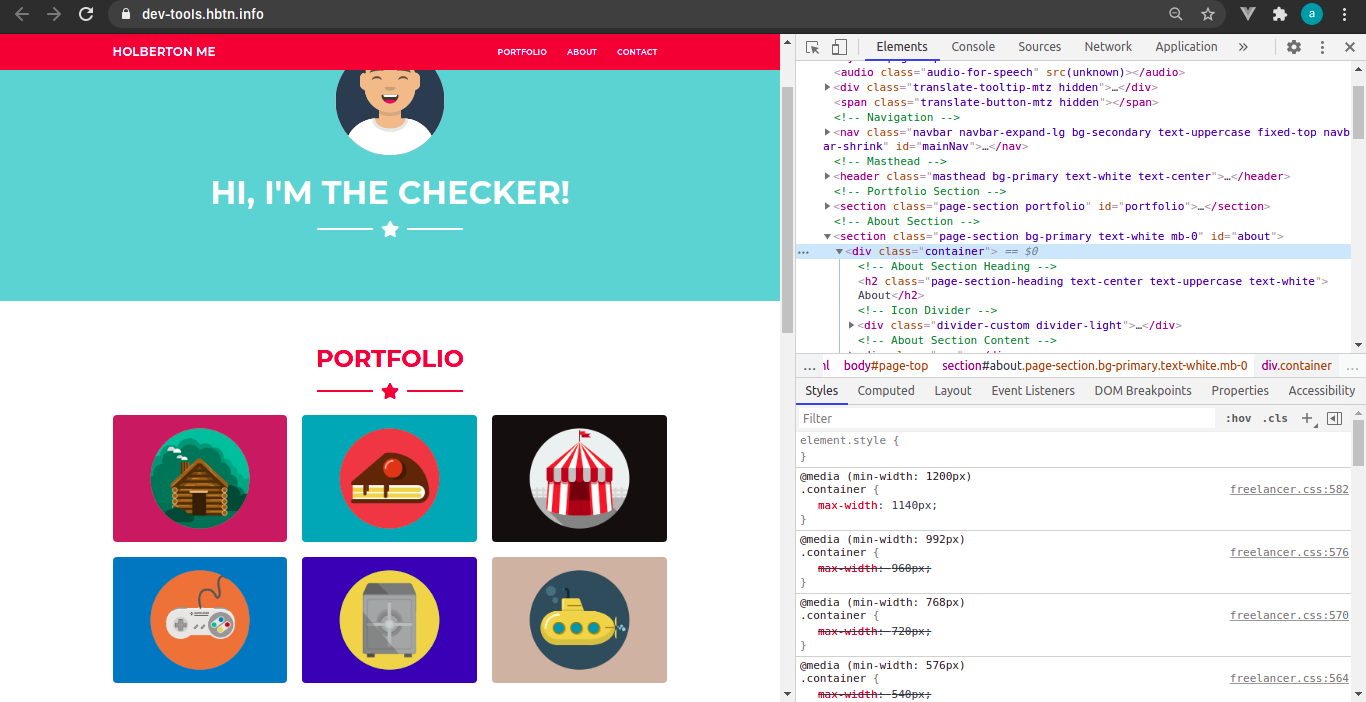 dev-tools.hbtn.info
a
HOLBERTON ME
PORTFOLIO
ABOUT
CONTACT
HI, I'M THE CHECKER!
PORTFOLIO
Elements
Console
Sources
Network
Application
»
<audio class="audio-for-speech" src(unknown)></audio>
<div class="translate-tooltip-mtz hidden">…</div>
<span class="translate-button-mtz hidden"></span>
<!-- Navigation -->
<nav class="navbar navbar-expand-lg bg-secondary text-uppercase fixed-top navb
ar-shrink" id="mainNav">…</nav>
<!-- Masthead -->
<header class="masthead bg-primary text-white text-center">…</header>
<!-- Portfolio Section -->
<section class="page-section portfolio" id="portfolio">…</section>
<!-- About Section -->
<section class="page-section bg-primary text-white mb-0" id="about">
<div class="container"> == $0
<!-- About Section Heading -->
<h2 class="page-section-heading text-center text-uppercase text-white">
About</h2>
<!-- Icon Divider -->
<div class="divider-custom divider-light">…</div>
<!-- About Section Content -->
… body#page-top section#about.page-section.bg-primary.text-white.mb-0 div.container …
Styles
Computed
Layout
Event Listeners
DOM Breakpoints
Properties
Accessibility
Filter
:hov .cls +
element.style {
}
@media (min-width: 1200px)
.container { freelancer.css:582
max-width: 1140px;
}
@media (min-width: 992px)
.container { freelancer.css:576
max-width: 960px;
}
@media (min-width: 768px)
.container { freelancer.css:570
max-width: 720px;
}
@media (min-width: 576px)
.container { freelancer.css:564
max-width: 540px;